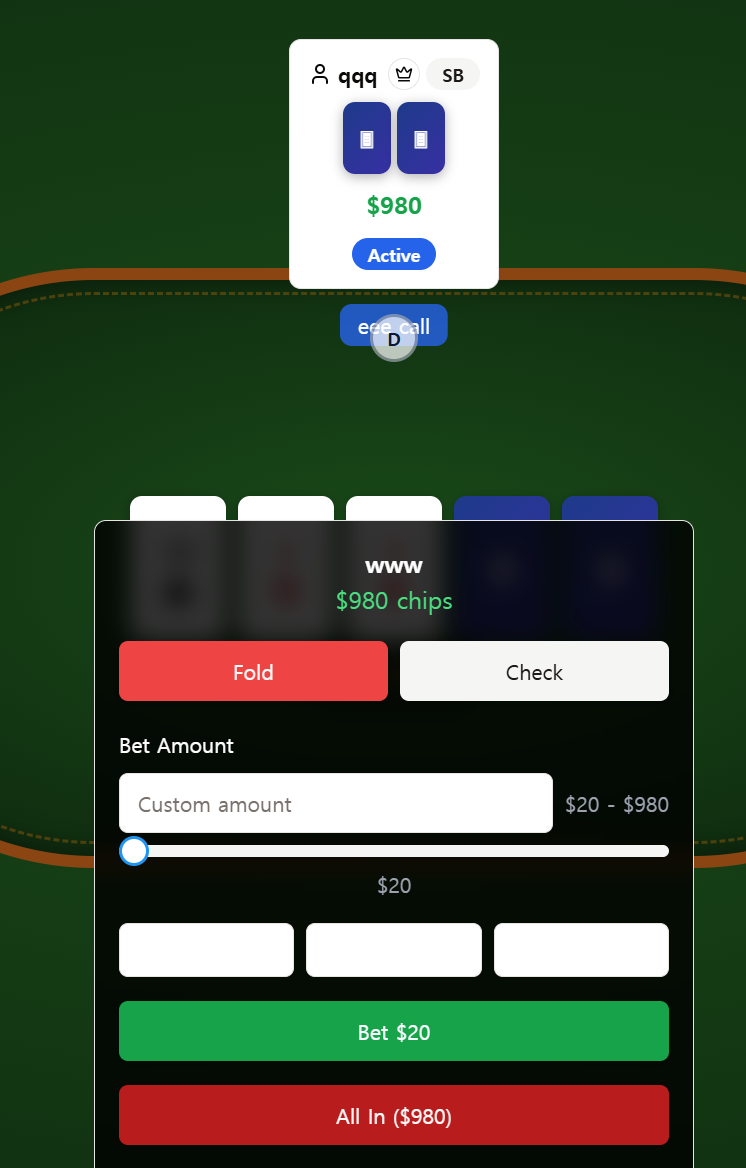 qqq SB
$980
Active
eee call
D
www
$980 chips
Fold Check
Bet Amount
Custom amount $20 - $980
$20
Bet $20
All In ($980)